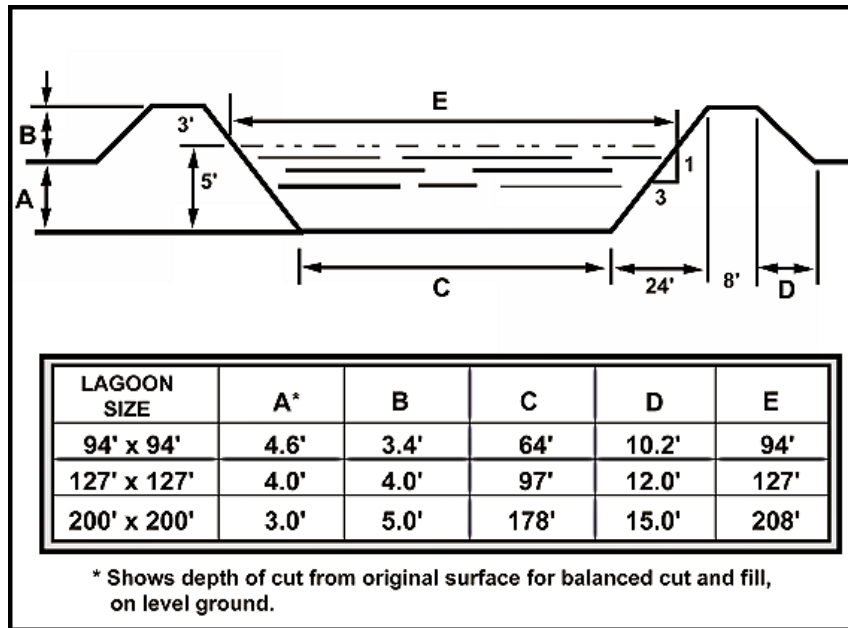 E
B
3'
5'
1
A
3
C
24'
8'
D
LAGOON SIZE A* B C D E
94' x 94' 4.6' 3.4' 64' 10.2' 94'
127' x 127' 4.0' 4.0' 97' 12.0' 127'
200' x 200' 3.0' 5.0' 178' 15.0' 208'
* Shows depth of cut from original surface for balanced cut and fill,
on level ground.